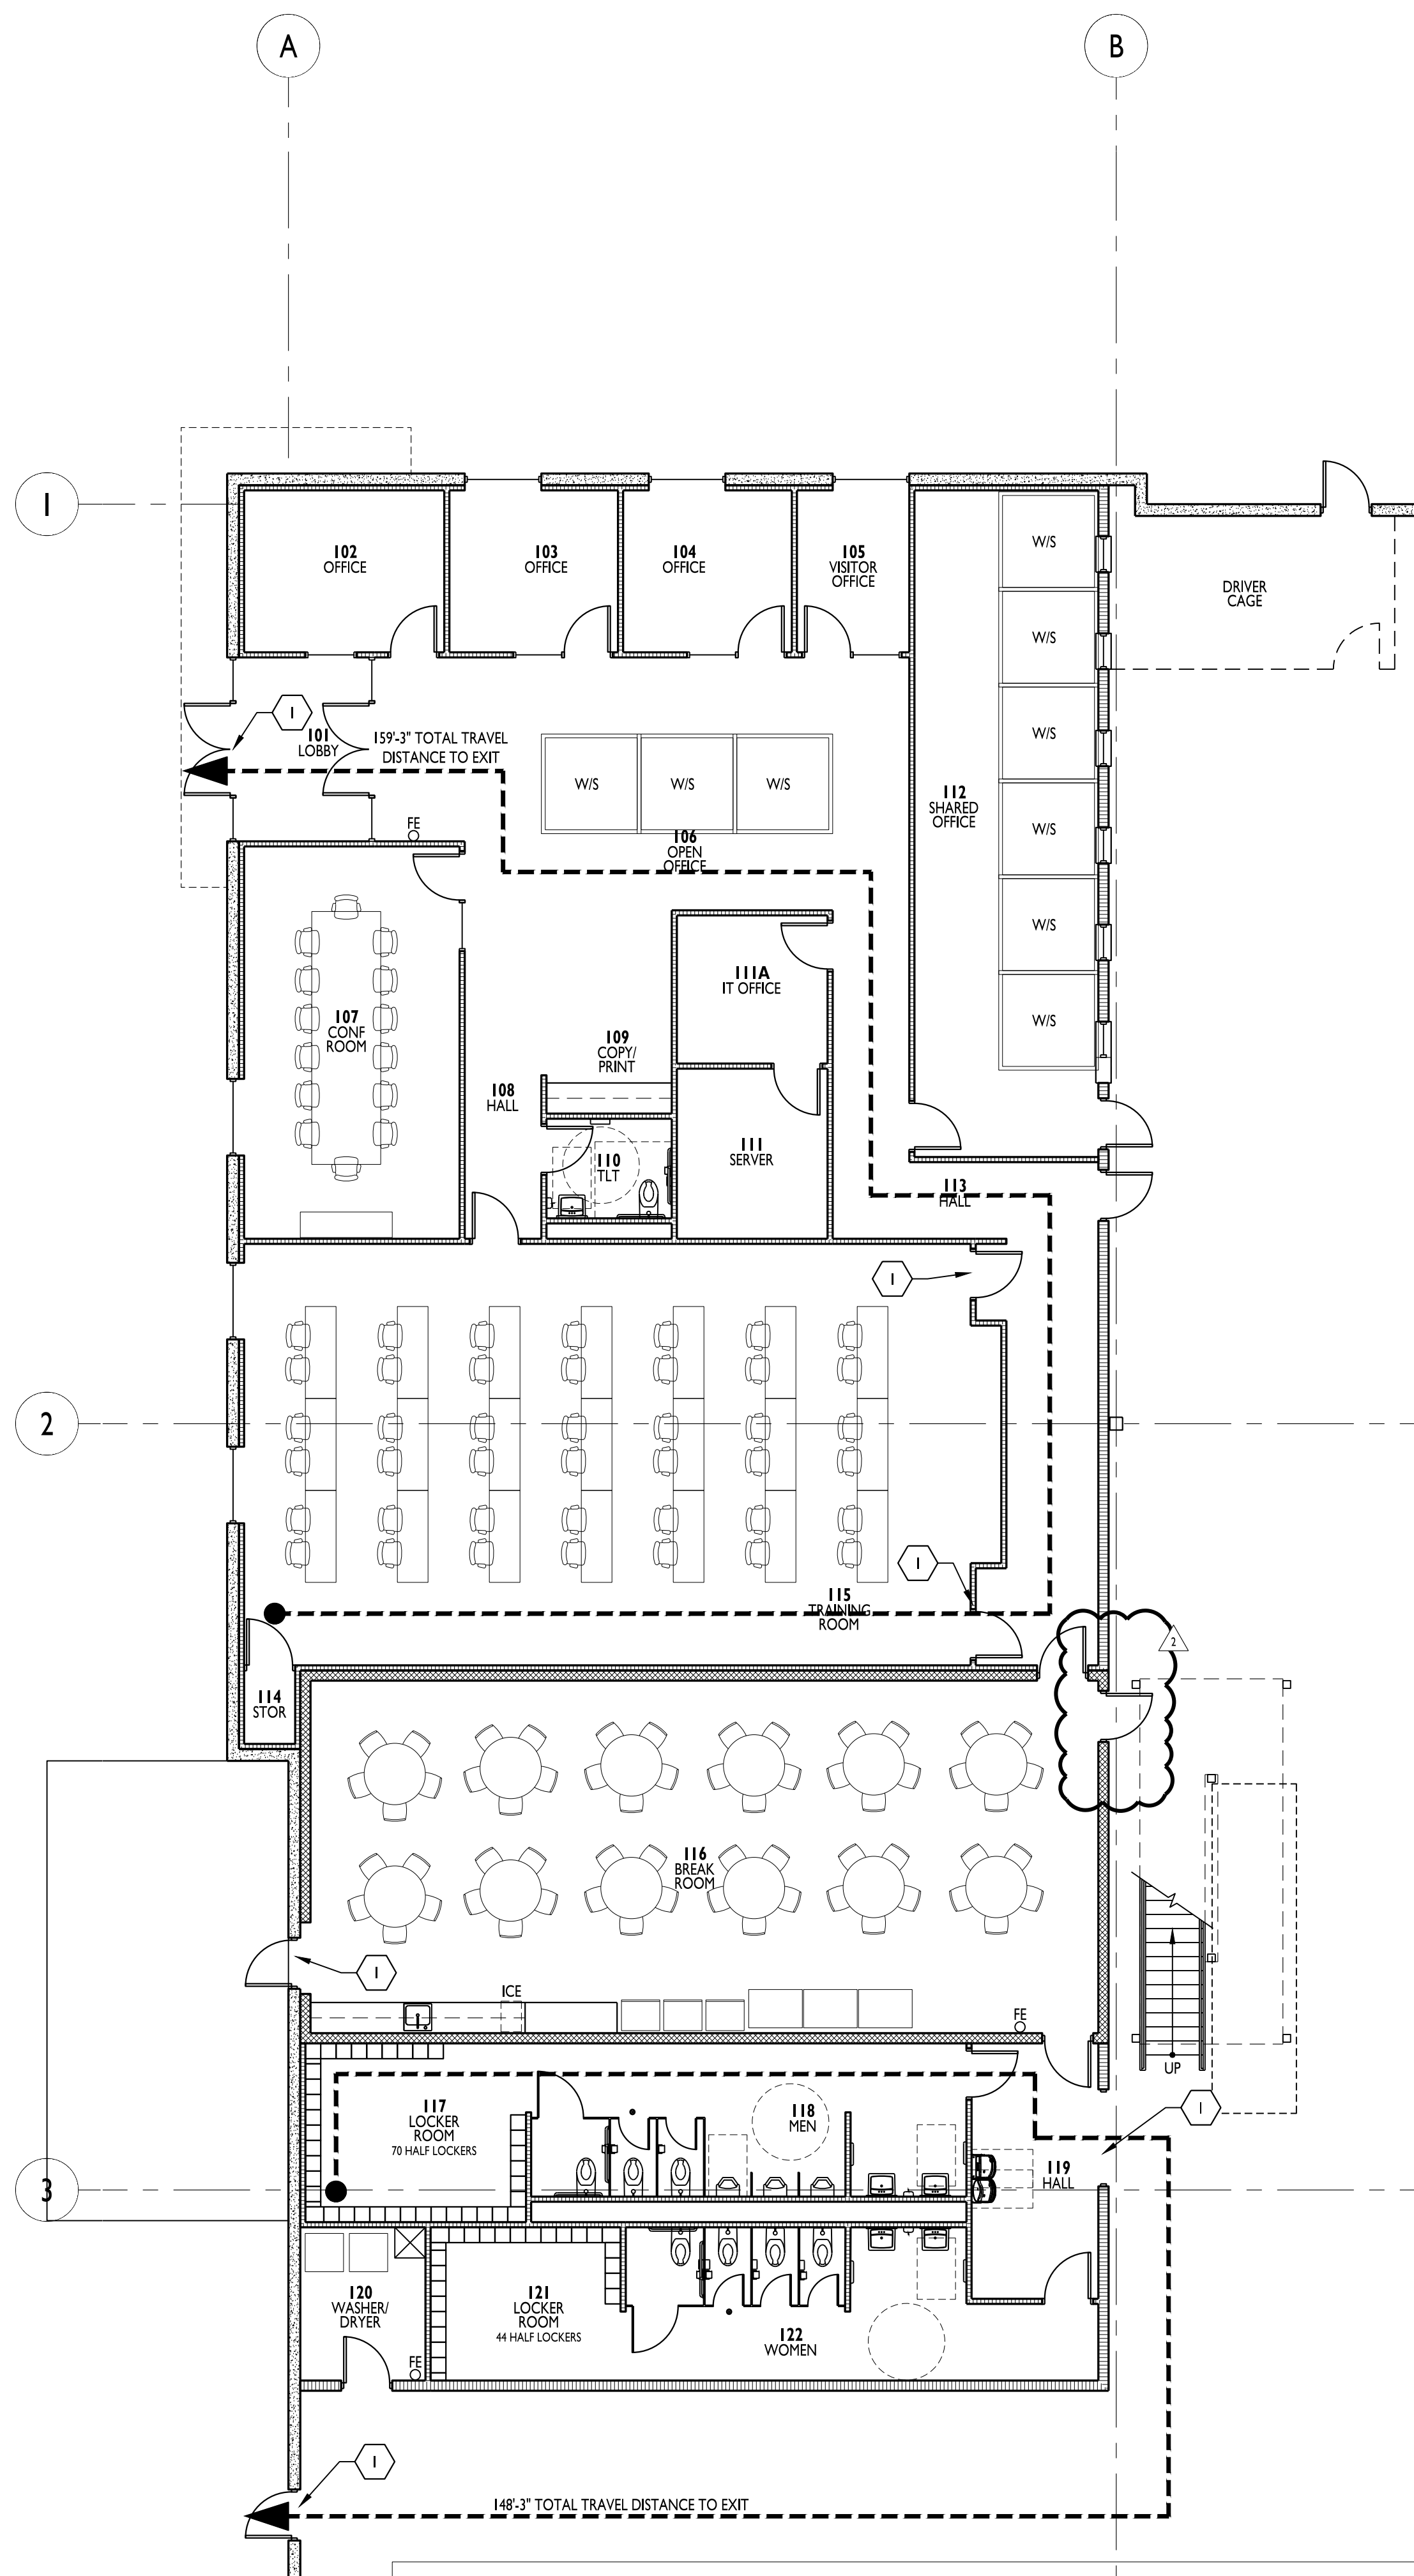 A
B
1
102
OFFICE
103
OFFICE
104
OFFICE
105
VISITOR
OFFICE
W/S
DRIVER
CAGE
W/S
1
101
LOBBY
159'-3" TOTAL TRAVEL
DISTANCE TO EXIT
W/S
W/S
W/S
W/S
112
SHARED
OFFICE
FE
106
OPEN
OFFICE
W/S
W/S
111A
IT OFFICE
107
CONF
ROOM
W/S
109
COPY/
PRINT
108
HALL
110
TLT
111
SERVER
113
HALL
1
2
1
115
TRAINING
ROOM
2
114
STOR
116
BREAK
ROOM
1
ICE
FE
UP
117
LOCKER
ROOM
70 HALF LOCKERS
118
MEN
1
3
119
HALL
120
WASHER/
DRYER
121
LOCKER
ROOM
44 HALF LOCKERS
122
WOMEN
FE
1
148'-3" TOTAL TRAVEL DISTANCE TO EXIT